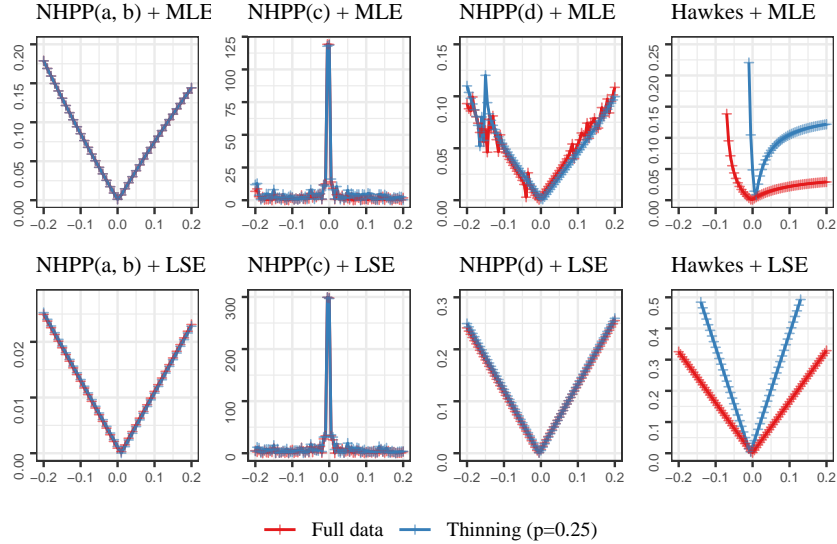 NHPP(a, b) + MLE
NHPP(c) + MLE
NHPP(d) + MLE
Hawkes + MLE
0.00 0.05 0.10 0.15 0.20
0 25 50 75 100 125
0.00 0.05 0.10 0.15
0.00 0.05 0.10 0.15 0.20 0.25
−0.2 −0.1 0.0 0.1 0.2
−0.2 −0.1 0.0 0.1 0.2
−0.2 −0.1 0.0 0.1 0.2
−0.2 −0.1 0.0 0.1 0.2
NHPP(a, b) + LSE
NHPP(c) + LSE
NHPP(d) + LSE
Hawkes + LSE
0.00 0.01 0.02
0 100 200 300
0.0 0.1 0.2 0.3
0.0 0.1 0.2 0.3 0.4 0.5
−0.2 −0.1 0.0 0.1 0.2
−0.2 −0.1 0.0 0.1 0.2
−0.2 −0.1 0.0 0.1 0.2
−0.2 −0.1 0.0 0.1 0.2
Full data
Thinning (p=0.25)